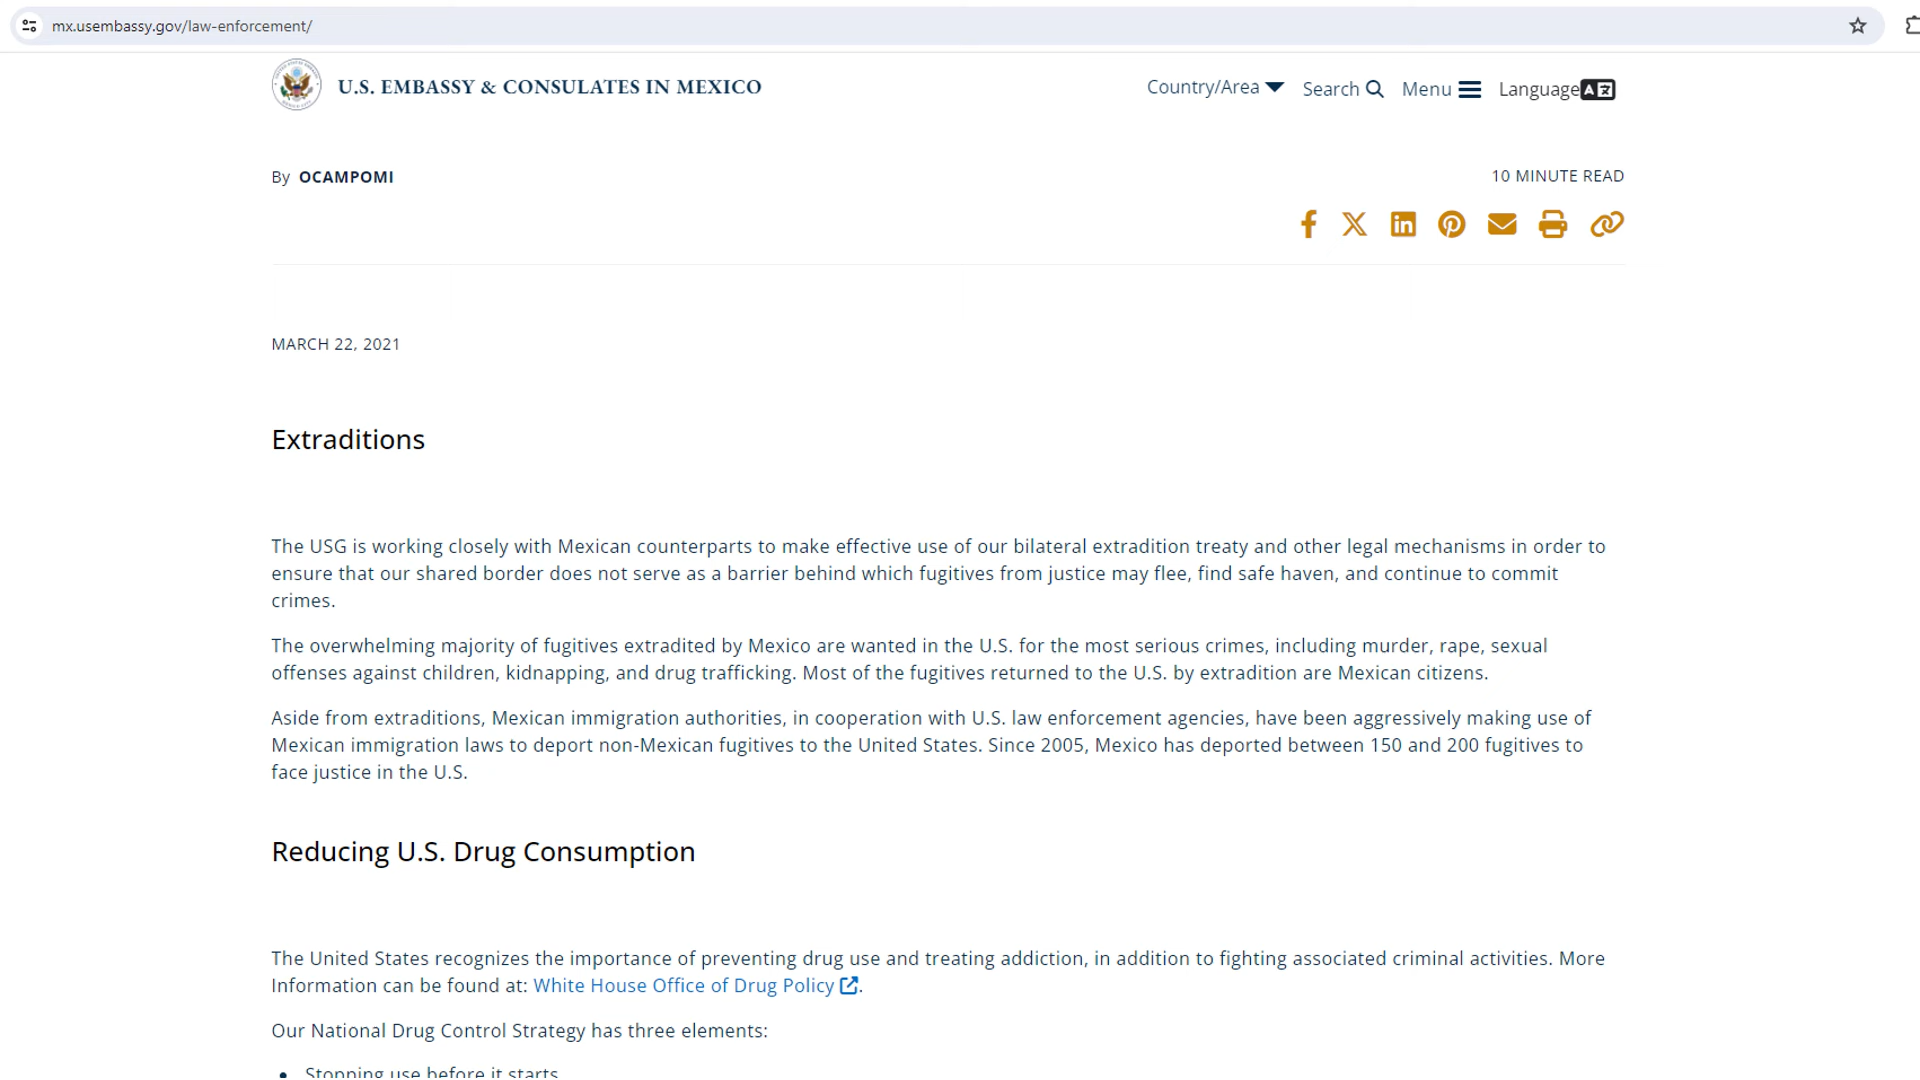 mx.usembassy.gov/law-enforcement/
U.S. EMBASSY & CONSULATES IN MEXICO
Country/Area
Search
Menu
Language
By OCAMPOMI
10 MINUTE READ
MARCH 22, 2021
Extraditions
The USG is working closely with Mexican counterparts to make effective use of our bilateral extradition treaty and other legal mechanisms in order to
ensure that our shared border does not serve as a barrier behind which fugitives from justice may flee, find safe haven, and continue to commit
crimes.
The overwhelming majority of fugitives extradited by Mexico are wanted in the U.S. for the most serious crimes, including murder, rape, sexual
offenses against children, kidnapping, and drug trafficking. Most of the fugitives returned to the U.S. by extradition are Mexican citizens.
Aside from extraditions, Mexican immigration authorities, in cooperation with U.S. law enforcement agencies, have been aggressively making use of
Mexican immigration laws to deport non-Mexican fugitives to the United States. Since 2005, Mexico has deported between 150 and 200 fugitives to
face justice in the U.S.
Reducing U.S. Drug Consumption
The United States recognizes the importance of preventing drug use and treating addiction, in addition to fighting associated criminal activities. More
Information can be found at: White House Office of Drug Policy.
Our National Drug Control Strategy has three elements:
• Stopping use before it starts